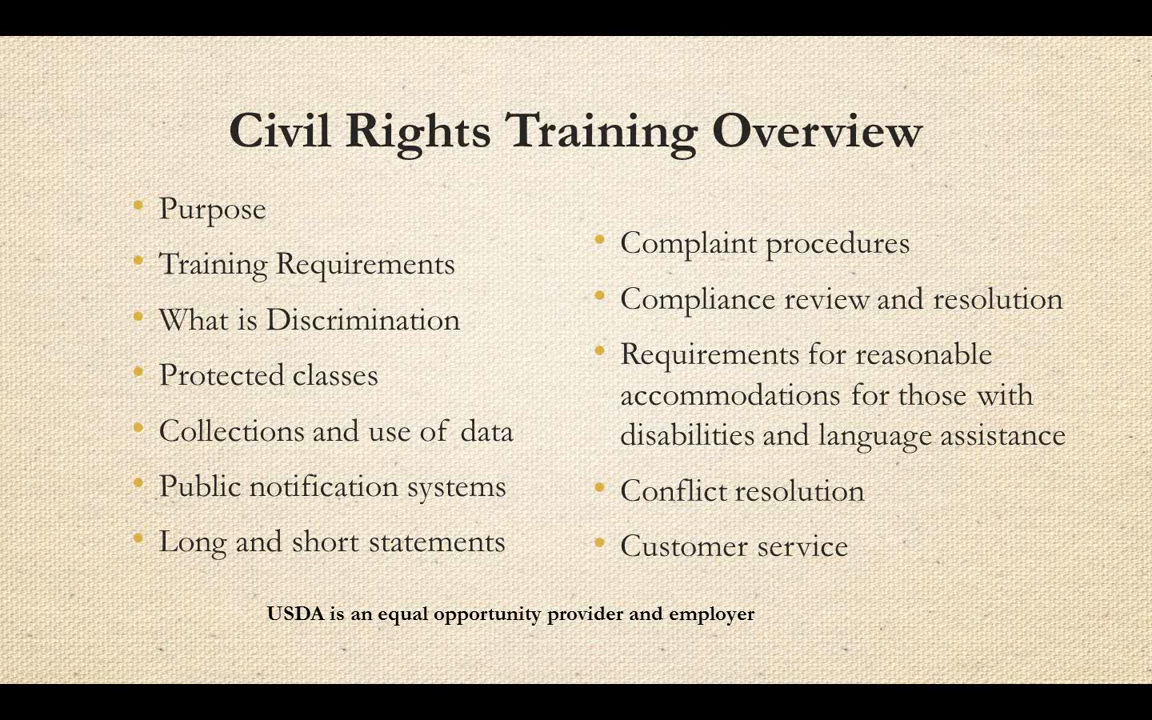 Civil Rights Training Overview
Purpose
Training Requirements
What is Discrimination
Protected classes
Collections and use of data
Public notification systems
Long and short statements
Complaint procedures
Compliance review and resolution
Requirements for reasonable
accommodations for those with
disabilities and language assistance
Conflict resolution
Customer service
USDA is an equal opportunity provider and employer